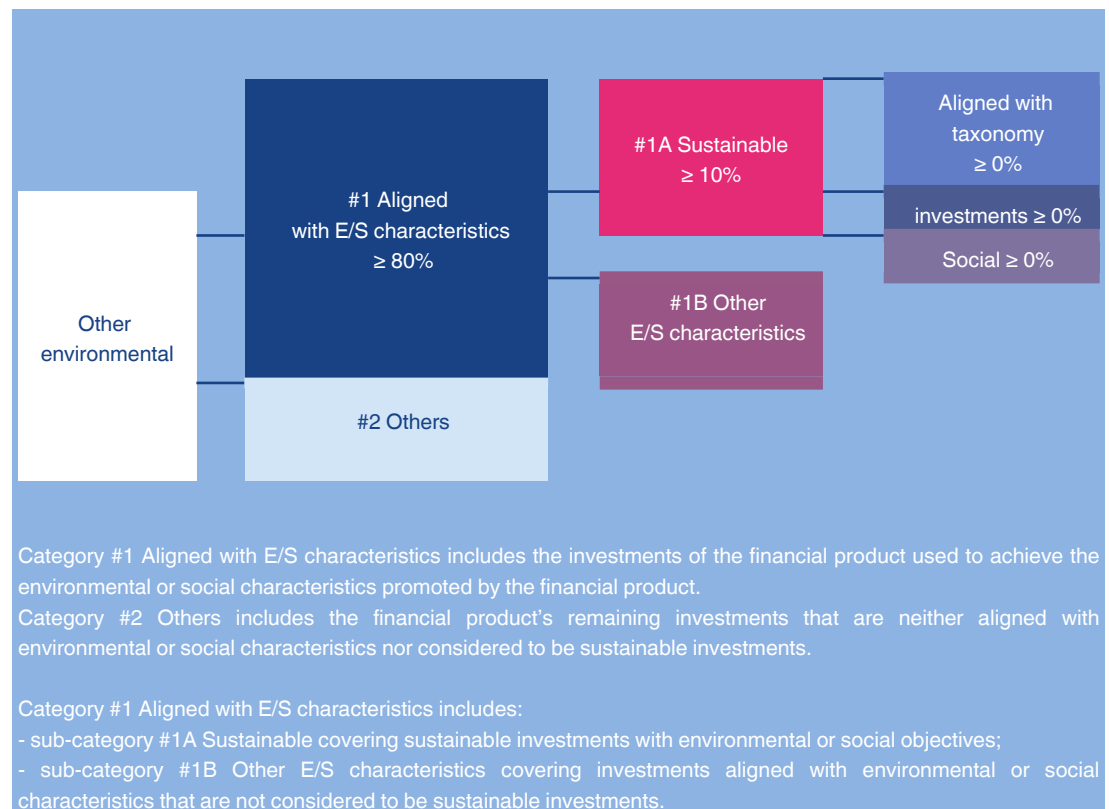 Other
environmental
#1 Aligned
with E/S characteristics
≥ 80%
#2 Others
#1A Sustainable
≥ 10%
#1B Other
E/S characteristics
Aligned with
taxonomy
≥ 0%
investments ≥ 0%
Social ≥ 0%
Category #1 Aligned with E/S characteristics includes the investments of the financial product used to achieve the
environmental or social characteristics promoted by the financial product.
Category #2 Others includes the financial product’s remaining investments that are neither aligned with
environmental or social characteristics nor considered to be sustainable investments.
Category #1 Aligned with E/S characteristics includes:
- sub-category #1A Sustainable covering sustainable investments with environmental or social objectives;
- sub-category #1B Other E/S characteristics covering investments aligned with environmental or social
characteristics that are not considered to be sustainable investments.